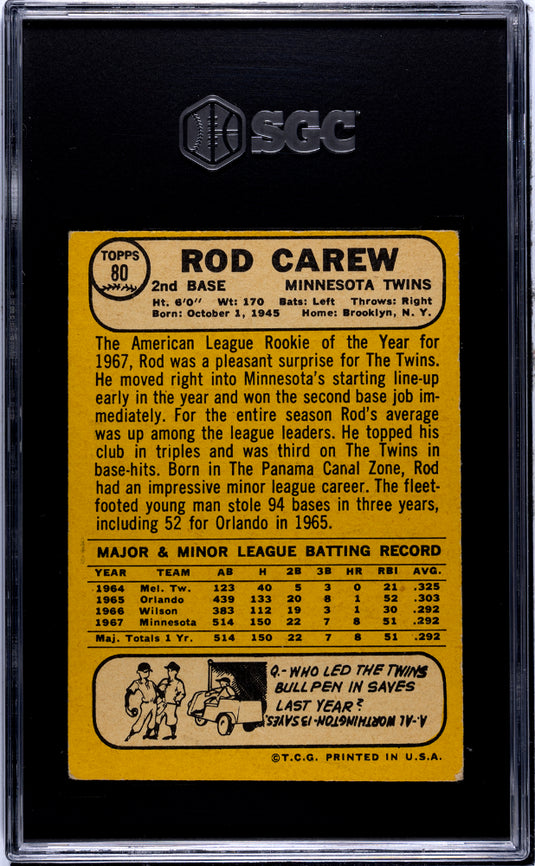 SGC
TOPPS
80
ROD CAREW
2nd BASE MINNESOTA TWINS
Ht. 6'0" Wt: 170 Bats: Left Throws: Right
Born: October 1, 1945 Home: Brooklyn, N. Y.
The American League Rookie of the Year for
1967, Rod was a pleasant surprise for The Twins.
He moved right into Minnesota's starting line-up
early in the year and won the second base job im-
mediately. For the entire season Rod's average
was up among the league leaders. He topped his
club in triples and was third on The Twins in
base-hits. Born in The Panama Canal Zone, Rod
had an impressive minor league career. The fleet-
footed young man stole 94 bases in three years,
including 52 for Orlando in 1965.
MAJOR & MINOR LEAGUE BATTING RECORD
YEAR TEAM AB H 2B 3B HR RBI AVG.
1964 Mel. Tw. 123 40 5 3 0 21 .325
1965 Orlando 439 133 20 8 1 52 .303
1966 Wilson 383 112 19 3 1 30 .292
1967 Minnesota 514 150 22 7 8 51 .292
Maj. Totals 1 Yr. 514 150 22 7 8 51 .292
Q.- WHO LED THE TWINS
BULLPEN IN SAVES
LAST YEAR?
A.- AL WORTHINGTON-13 SAVES.
©T.C.G. PRINTED IN U.S.A.